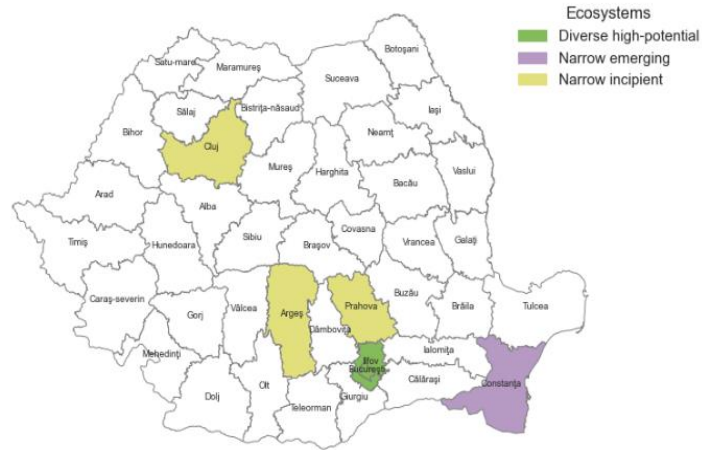 Ecosystems
Diverse high-potential
Narrow emerging
Narrow incipient
Botoşani
Satu-mare
Maramureş
Suceava
Sălaj
Bistriţa-năsaud
Iaşi
Bihor
Cluj
Neamţ
Mureş
Harghita
Vaslui
Bacău
Arad
Alba
Covasna
Timiş
Hunedoara
Sibiu
Braşov
Vrancea
Galaţi
Caraş-severin
Gorj
Vâlcea
Argeş
Prahova
Buzău
Brăila
Tulcea
Dâmboviţa
Mehedinţi
Ilfov
Bucureşti
Ialomiţa
Olt
Călăraşi
Constanţa
Dolj
Teleorman
Giurgiu